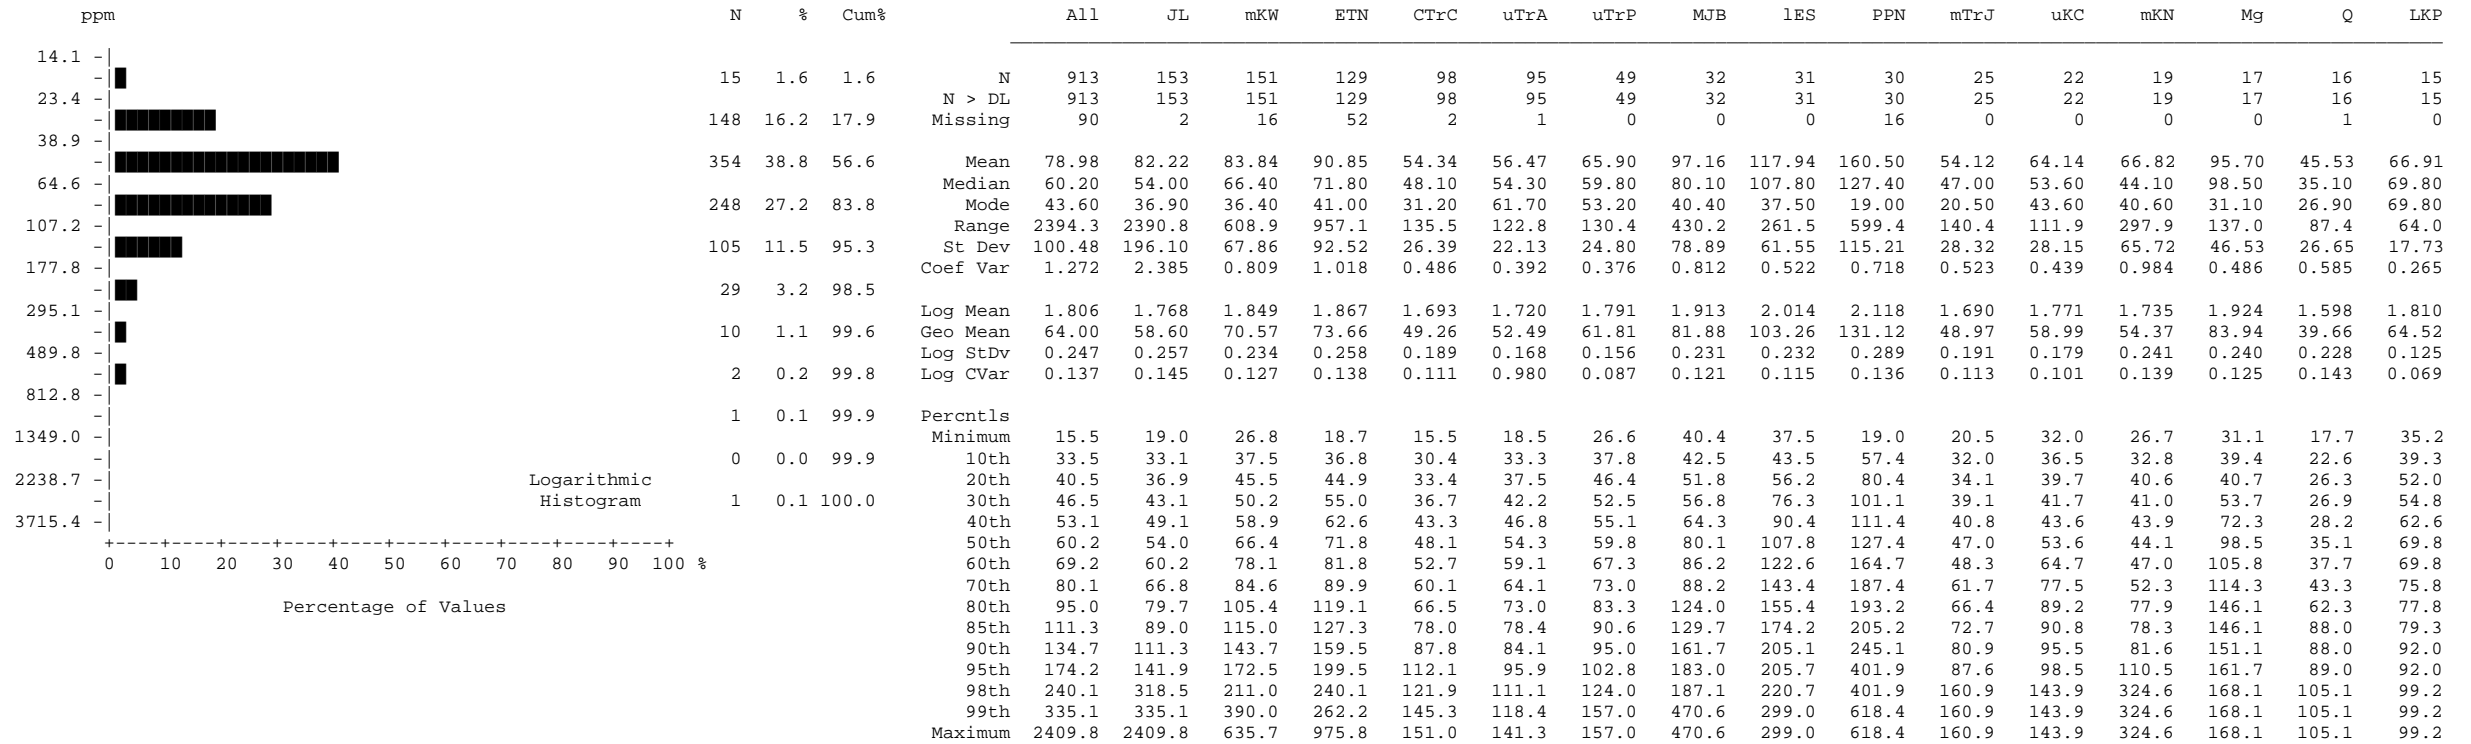 ppm N % Cum% All JL mKW ETN CTrC uTrA uTrP MJB lES PPN mTrJ uKC mKN Mg Q LKP
14.1
15 1.6 1.6 N 913 153 151 129 98 95 49 32 31 30 25 22 19 17 16 15
23.4 N > DL 913 153 151 129 98 95 49 32 31 30 25 22 19 17 16 15
148 16.2 17.9 Missing 90 2 16 52 2 1 0 0 0 16 0 0 0 0 1 0
38.9
354 38.8 56.6 Mean 78.98 82.22 83.84 90.85 54.34 56.47 65.90 97.16 117.94 160.50 54.12 64.14 66.82 95.70 45.53 66.91
64.6 Median 60.20 54.00 66.40 71.80 48.10 54.30 59.80 80.10 107.80 127.40 47.00 53.60 44.10 98.50 35.10 69.80
248 27.2 83.8 Mode 43.60 36.90 36.40 41.00 31.20 61.70 53.20 40.40 37.50 19.00 20.50 43.60 40.60 31.10 26.90 69.80
107.2 Range 2394.3 2390.8 608.9 957.1 135.5 122.8 130.4 430.2 261.5 599.4 140.4 111.9 297.9 137.0 87.4 64.0
105 11.5 95.3 St Dev 100.48 196.10 67.86 92.52 26.39 22.13 24.80 78.89 61.55 115.21 28.32 28.15 65.72 46.53 26.65 17.73
177.8 Coef Var 1.272 2.385 0.809 1.018 0.486 0.392 0.376 0.812 0.522 0.718 0.523 0.439 0.984 0.486 0.585 0.265
29 3.2 98.5
295.1 Log Mean 1.806 1.768 1.849 1.867 1.693 1.720 1.791 1.913 2.014 2.118 1.690 1.771 1.735 1.924 1.598 1.810
10 1.1 99.6 Geo Mean 64.00 58.60 70.57 73.66 49.26 52.49 61.81 81.88 103.26 131.12 48.97 58.99 54.37 83.94 39.66 64.52
489.8 Log StDv 0.247 0.257 0.234 0.258 0.189 0.168 0.156 0.231 0.232 0.289 0.191 0.179 0.241 0.240 0.228 0.125
2 0.2 99.8 Log CVar 0.137 0.145 0.127 0.138 0.111 0.980 0.087 0.121 0.115 0.136 0.113 0.101 0.139 0.125 0.143 0.069
812.8
1 0.1 99.9 Percntls
1349.0 Minimum 15.5 19.0 26.8 18.7 15.5 18.5 26.6 40.4 37.5 19.0 20.5 32.0 26.7 31.1 17.7 35.2
0 0.0 99.9 10th 33.5 33.1 37.5 36.8 30.4 33.3 37.8 42.5 43.5 57.4 32.0 36.5 32.8 39.4 22.6 39.3
2238.7 Logarithmic 20th 40.5 36.9 45.5 44.9 33.4 37.5 46.4 51.8 56.2 80.4 34.1 39.7 40.6 40.7 26.3 52.0
Histogram 1 0.1 100.0 30th 46.5 43.1 50.2 55.0 36.7 42.2 52.5 56.8 76.3 101.1 39.1 41.7 41.0 53.7 26.9 54.8
3715.4 40th 53.1 49.1 58.9 62.6 43.3 46.8 55.1 64.3 90.4 111.4 40.8 43.6 43.9 72.3 28.2 62.6
50th 60.2 54.0 66.4 71.8 48.1 54.3 59.8 80.1 107.8 127.4 47.0 53.6 44.1 98.5 35.1 69.8
0 10 20 30 40 50 60 70 80 90 100 % 60th 69.2 60.2 78.1 81.8 52.7 59.1 67.3 86.2 122.6 164.7 48.3 64.7 47.0 105.8 37.7 69.8
70th 80.1 66.8 84.6 89.9 60.1 64.1 73.0 88.2 143.4 187.4 61.7 77.5 52.3 114.3 43.3 75.8
Percentage of Values 80th 95.0 79.7 105.4 119.1 66.5 73.0 83.3 124.0 155.4 193.2 66.4 89.2 77.9 146.1 62.3 77.8
85th 111.3 89.0 115.0 127.3 78.0 78.4 90.6 129.7 174.2 205.2 72.7 90.8 78.3 146.1 88.0 79.3
90th 134.7 111.3 143.7 159.5 87.8 84.1 95.0 161.7 205.1 245.1 80.9 95.5 81.6 151.1 88.0 92.0
95th 174.2 141.9 172.5 199.5 112.1 95.9 102.8 183.0 205.7 401.9 87.6 98.5 110.5 161.7 89.0 92.0
98th 240.1 318.5 211.0 240.1 121.9 111.1 124.0 187.1 220.7 401.9 160.9 143.9 324.6 168.1 105.1 99.2
99th 335.1 335.1 390.0 262.2 145.3 118.4 157.0 470.6 299.0 618.4 160.9 143.9 324.6 168.1 105.1 99.2
Maximum 2409.8 2409.8 635.7 975.8 151.0 141.3 157.0 470.6 299.0 618.4 160.9 143.9 324.6 168.1 105.1 99.2